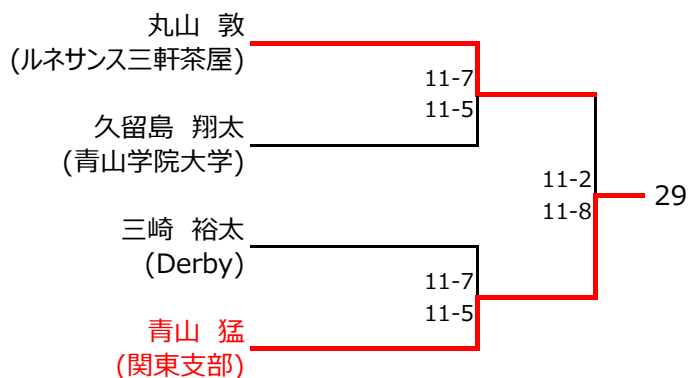 丸山 敦
(ルネサンス三軒茶屋)
11-7
11-5
久留島 翔太
(青山学院大学)
11-2
11-8
29
三崎 裕太
(Derby)
11-7
11-5
青山 猛
(関東支部)